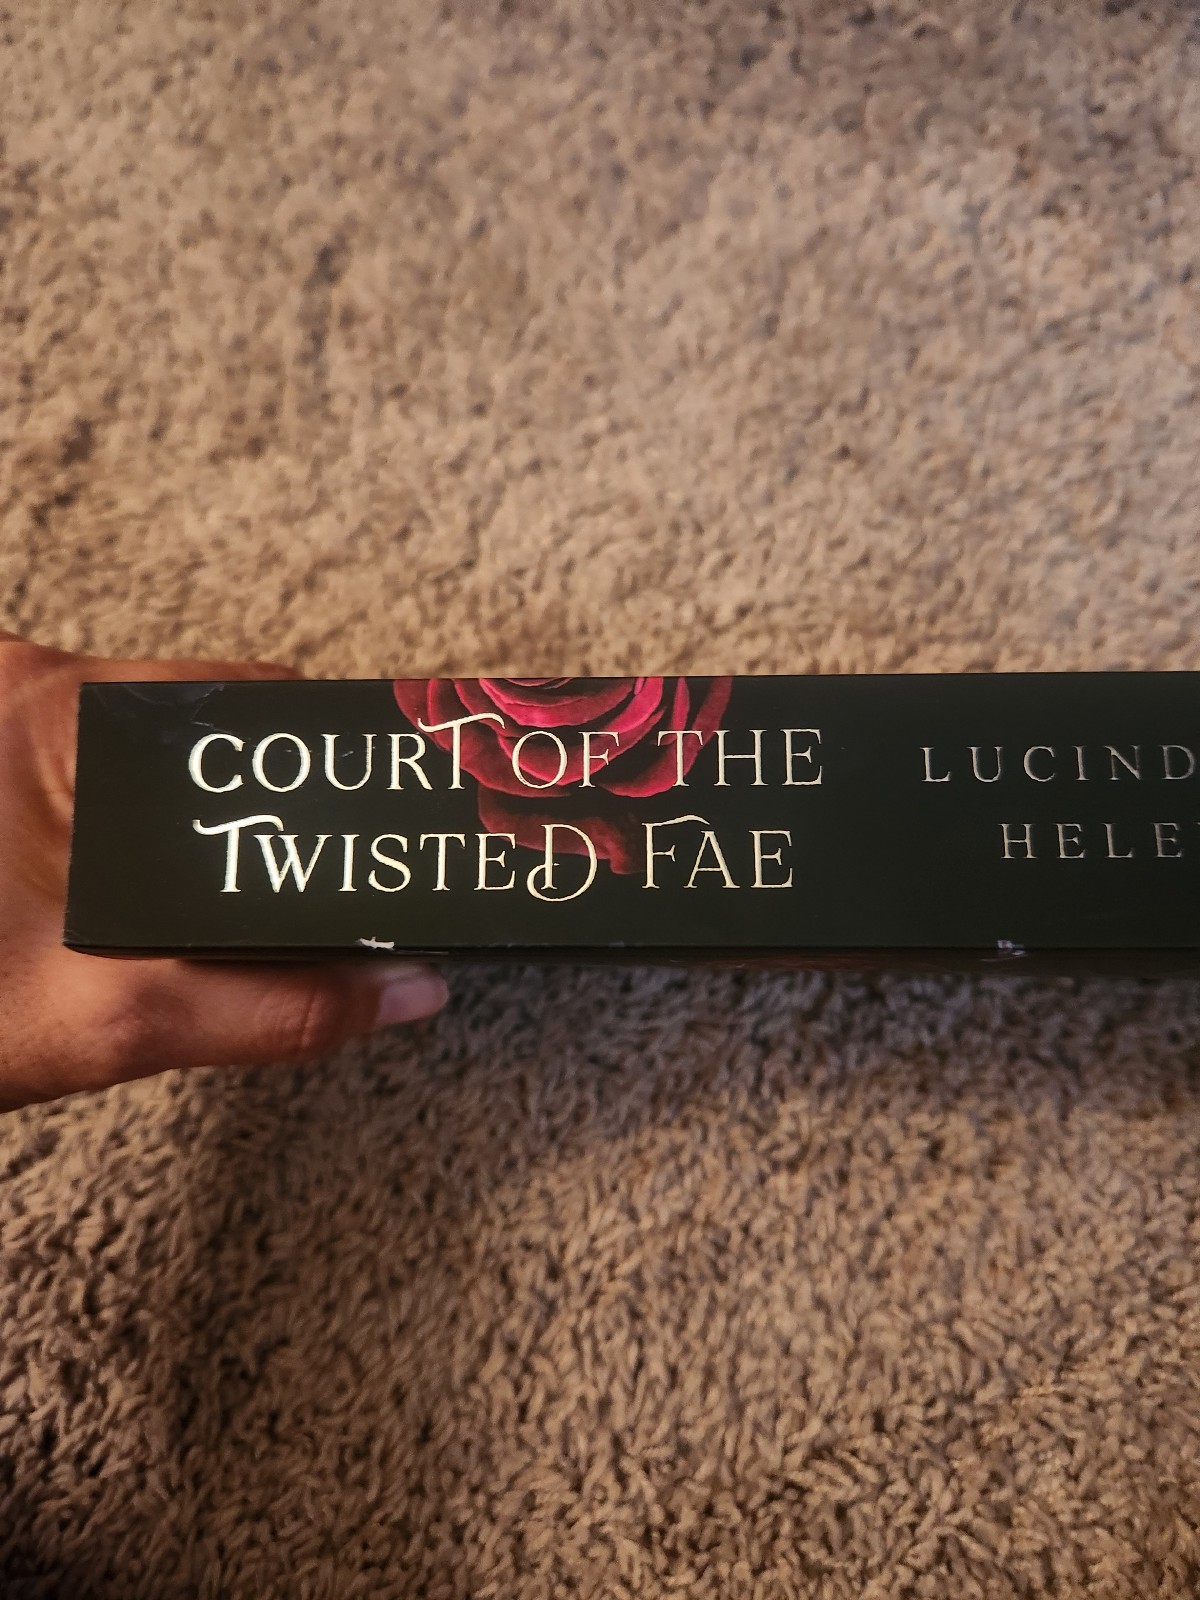 COURT OF THE
TWISTED FAE
LUCIND
HELE